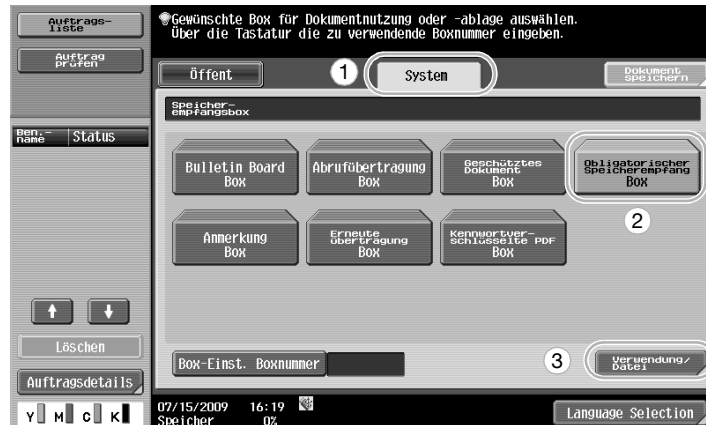 Auftrags-
liste
Auftrag
prüfen
Ben.-
name
Status
Löschen
Auftragsdetails
Y M C K
Gewünschte Box für Dokumentnutzung oder -ablage auswählen.
Über die Tastatur die zu verwendende Boxnummer eingeben.
Öffent
1
System
Dokument
speichern
Speicher-
empfangsbox
Bulletin Board
Box
Abrufübertragung
Box
Geschütztes
Dokument
Box
Obligatorischer
Speicherempfang
Box
2
Anmerkung
Box
Erneute
Übertragung
Box
Kennwortver-
schlüsselte PDF
Box
Box-Einst. Boxnummer
3
Verwendung/
Datei
07/15/2009 16:19
Speicher 0%
Language Selection